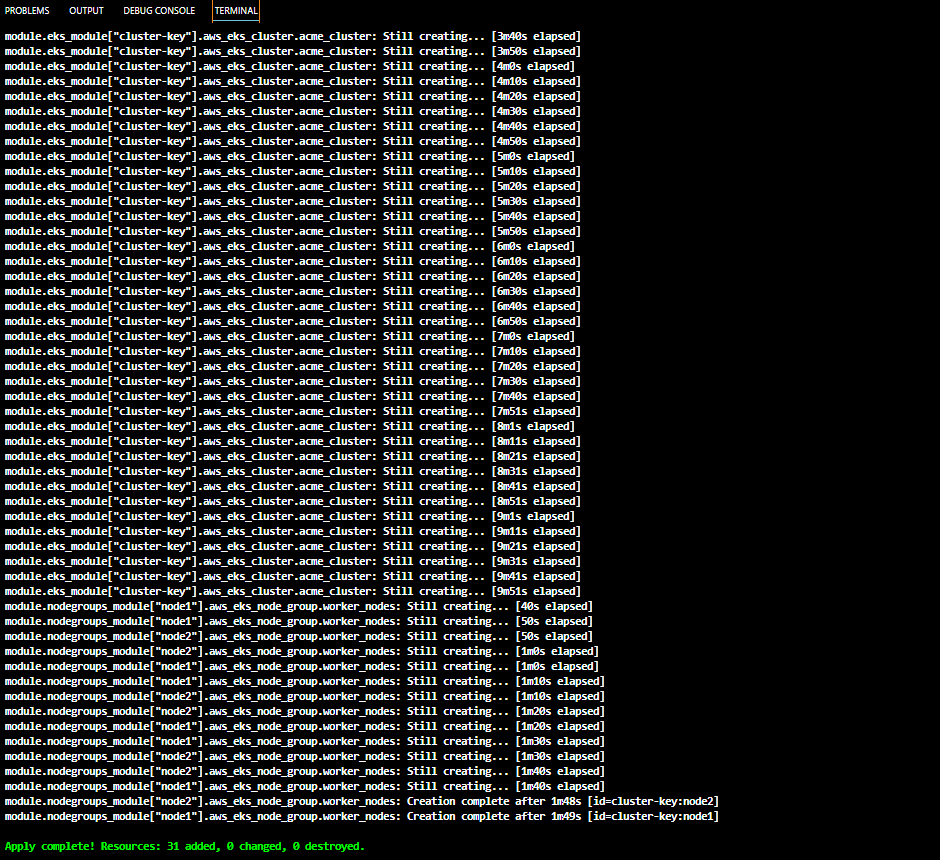 PROBLEMS OUTPUT DEBUG CONSOLE TERMINAL
module.eks_module["cluster-key"].aws_eks_cluster.acme_cluster: Still creating... [3m40s elapsed]
module.eks_module["cluster-key"].aws_eks_cluster.acme_cluster: Still creating... [3m50s elapsed]
module.eks_module["cluster-key"].aws_eks_cluster.acme_cluster: Still creating... [4m0s elapsed]
module.eks_module["cluster-key"].aws_eks_cluster.acme_cluster: Still creating... [4m10s elapsed]
module.eks_module["cluster-key"].aws_eks_cluster.acme_cluster: Still creating... [4m20s elapsed]
module.eks_module["cluster-key"].aws_eks_cluster.acme_cluster: Still creating... [4m30s elapsed]
module.eks_module["cluster-key"].aws_eks_cluster.acme_cluster: Still creating... [4m40s elapsed]
module.eks_module["cluster-key"].aws_eks_cluster.acme_cluster: Still creating... [4m50s elapsed]
module.eks_module["cluster-key"].aws_eks_cluster.acme_cluster: Still creating... [5m0s elapsed]
module.eks_module["cluster-key"].aws_eks_cluster.acme_cluster: Still creating... [5m10s elapsed]
module.eks_module["cluster-key"].aws_eks_cluster.acme_cluster: Still creating... [5m20s elapsed]
module.eks_module["cluster-key"].aws_eks_cluster.acme_cluster: Still creating... [5m30s elapsed]
module.eks_module["cluster-key"].aws_eks_cluster.acme_cluster: Still creating... [5m40s elapsed]
module.eks_module["cluster-key"].aws_eks_cluster.acme_cluster: Still creating... [5m50s elapsed]
module.eks_module["cluster-key"].aws_eks_cluster.acme_cluster: Still creating... [6m0s elapsed]
module.eks_module["cluster-key"].aws_eks_cluster.acme_cluster: Still creating... [6m10s elapsed]
module.eks_module["cluster-key"].aws_eks_cluster.acme_cluster: Still creating... [6m20s elapsed]
module.eks_module["cluster-key"].aws_eks_cluster.acme_cluster: Still creating... [6m30s elapsed]
module.eks_module["cluster-key"].aws_eks_cluster.acme_cluster: Still creating... [6m40s elapsed]
module.eks_module["cluster-key"].aws_eks_cluster.acme_cluster: Still creating... [6m50s elapsed]
module.eks_module["cluster-key"].aws_eks_cluster.acme_cluster: Still creating... [7m0s elapsed]
module.eks_module["cluster-key"].aws_eks_cluster.acme_cluster: Still creating... [7m10s elapsed]
module.eks_module["cluster-key"].aws_eks_cluster.acme_cluster: Still creating... [7m20s elapsed]
module.eks_module["cluster-key"].aws_eks_cluster.acme_cluster: Still creating... [7m30s elapsed]
module.eks_module["cluster-key"].aws_eks_cluster.acme_cluster: Still creating... [7m40s elapsed]
module.eks_module["cluster-key"].aws_eks_cluster.acme_cluster: Still creating... [7m51s elapsed]
module.eks_module["cluster-key"].aws_eks_cluster.acme_cluster: Still creating... [8m1s elapsed]
module.eks_module["cluster-key"].aws_eks_cluster.acme_cluster: Still creating... [8m11s elapsed]
module.eks_module["cluster-key"].aws_eks_cluster.acme_cluster: Still creating... [8m21s elapsed]
module.eks_module["cluster-key"].aws_eks_cluster.acme_cluster: Still creating... [8m31s elapsed]
module.eks_module["cluster-key"].aws_eks_cluster.acme_cluster: Still creating... [8m41s elapsed]
module.eks_module["cluster-key"].aws_eks_cluster.acme_cluster: Still creating... [8m51s elapsed]
module.eks_module["cluster-key"].aws_eks_cluster.acme_cluster: Still creating... [9m1s elapsed]
module.eks_module["cluster-key"].aws_eks_cluster.acme_cluster: Still creating... [9m11s elapsed]
module.eks_module["cluster-key"].aws_eks_cluster.acme_cluster: Still creating... [9m21s elapsed]
module.eks_module["cluster-key"].aws_eks_cluster.acme_cluster: Still creating... [9m31s elapsed]
module.eks_module["cluster-key"].aws_eks_cluster.acme_cluster: Still creating... [9m41s elapsed]
module.eks_module["cluster-key"].aws_eks_cluster.acme_cluster: Still creating... [9m51s elapsed]
module.nodegroups_module["node1"].aws_eks_node_group.worker_nodes: Still creating... [40s elapsed]
module.nodegroups_module["node1"].aws_eks_node_group.worker_nodes: Still creating... [50s elapsed]
module.nodegroups_module["node2"].aws_eks_node_group.worker_nodes: Still creating... [50s elapsed]
module.nodegroups_module["node2"].aws_eks_node_group.worker_nodes: Still creating... [1m0s elapsed]
module.nodegroups_module["node1"].aws_eks_node_group.worker_nodes: Still creating... [1m0s elapsed]
module.nodegroups_module["node1"].aws_eks_node_group.worker_nodes: Still creating... [1m10s elapsed]
module.nodegroups_module["node2"].aws_eks_node_group.worker_nodes: Still creating... [1m10s elapsed]
module.nodegroups_module["node2"].aws_eks_node_group.worker_nodes: Still creating... [1m20s elapsed]
module.nodegroups_module["node1"].aws_eks_node_group.worker_nodes: Still creating... [1m20s elapsed]
module.nodegroups_module["node1"].aws_eks_node_group.worker_nodes: Still creating... [1m30s elapsed]
module.nodegroups_module["node2"].aws_eks_node_group.worker_nodes: Still creating... [1m30s elapsed]
module.nodegroups_module["node2"].aws_eks_node_group.worker_nodes: Still creating... [1m40s elapsed]
module.nodegroups_module["node1"].aws_eks_node_group.worker_nodes: Still creating... [1m40s elapsed]
module.nodegroups_module["node2"].aws_eks_node_group.worker_nodes: Creation complete after 1m48s [id=cluster-key:node2]
module.nodegroups_module["node1"].aws_eks_node_group.worker_nodes: Creation complete after 1m49s [id=cluster-key:node1]
Apply complete! Resources: 31 added, 0 changed, 0 destroyed.